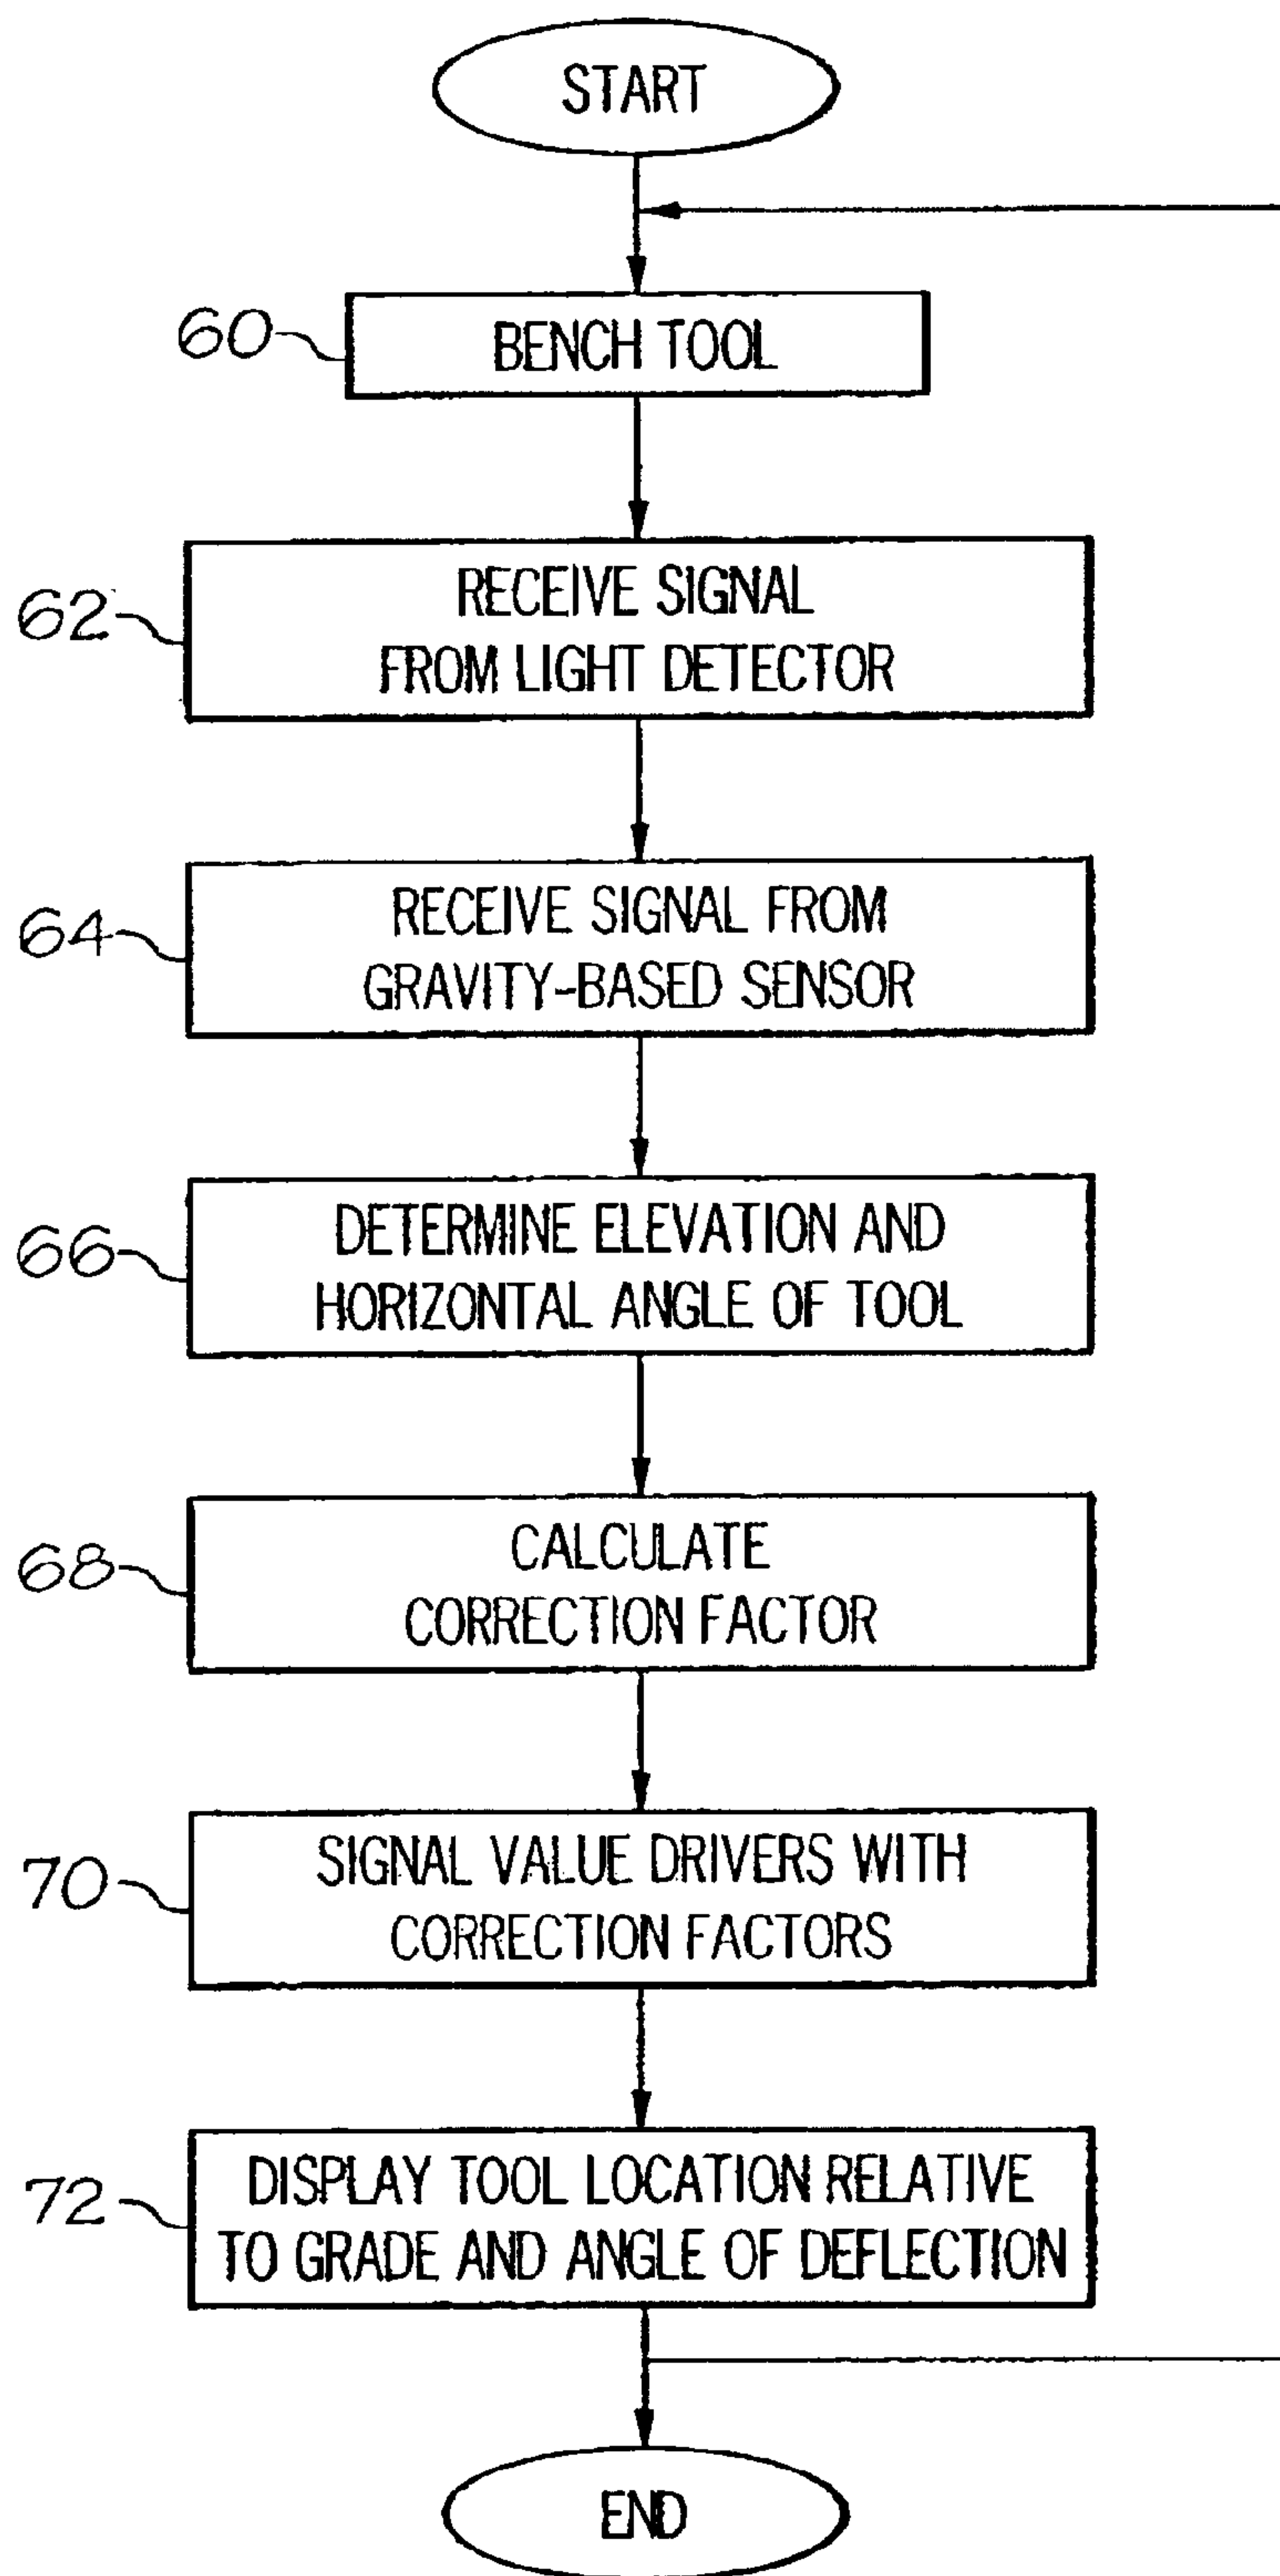 START
60
BENCH TOOL
62
RECEIVE SIGNAL
FROM LIGHT DETECTOR
64
RECEIVE SIGNAL FROM
GRAVITY-BASED SENSOR
66
DETERMINE ELEVATION AND
HORIZONTAL ANGLE OF TOOL
68
CALCULATE
CORRECTION FACTOR
70
SIGNAL VALUE DRIVERS WITH
CORRECTION FACTORS
72
DISPLAY TOOL LOCATION RELATIVE
TO GRADE AND ANGLE OF DEFLECTION
END